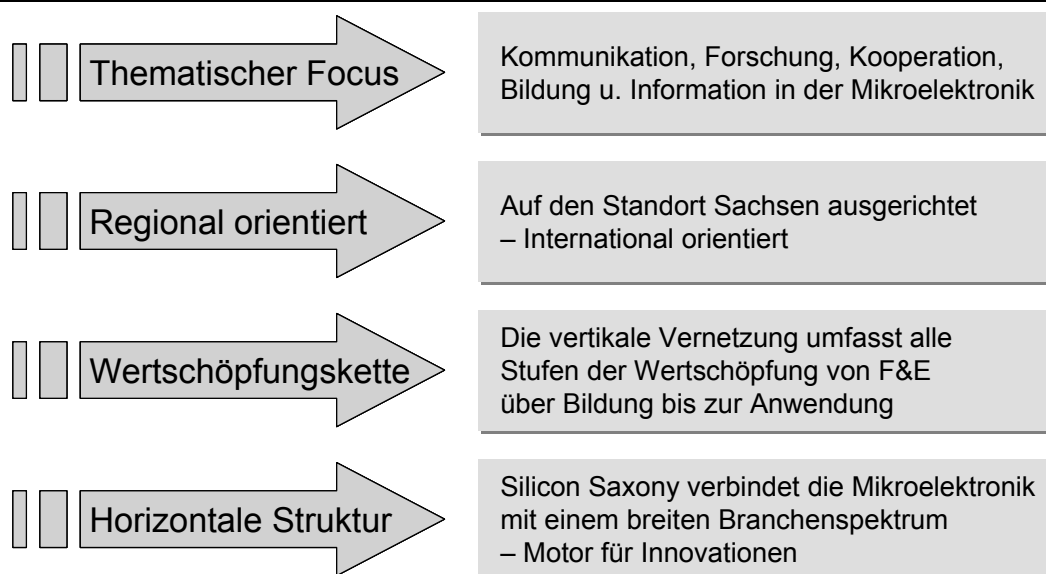 Thematischer Focus
Kommunikation, Forschung, Kooperation,
Bildung u. Information in der Mikroelektronik
Regional orientiert
Auf den Standort Sachsen ausgerichtet
– International orientiert
Wertschöpfungskette
Die vertikale Vernetzung umfasst alle
Stufen der Wertschöpfung von F&E
über Bildung bis zur Anwendung
Horizontale Struktur
Silicon Saxony verbindet die Mikroelektronik
mit einem breiten Branchenspektrum
– Motor für Innovationen